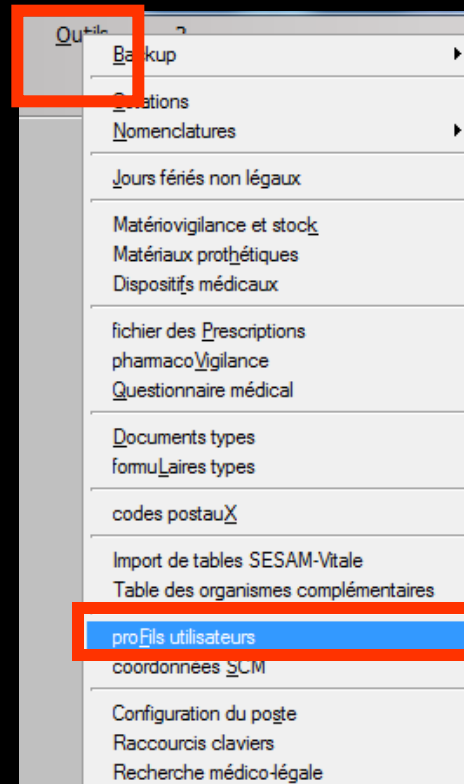 Outils ?
Backup
Cotations
Nomenclatures
Jours fériés non légaux
Matériovigilance et stock
Matériaux prothétiques
Dispositifs médicaux
fichier des Prescriptions
pharmacoVigilance
Questionnaire médical
Documents types
formuLaires types
codes postauX
Import de tables SESAM-Vitale
Table des organismes complémentaires
proFils utilisateurs
coordonnées SCM
Configuration du poste
Raccourcis claviers
Recherche médico-légale